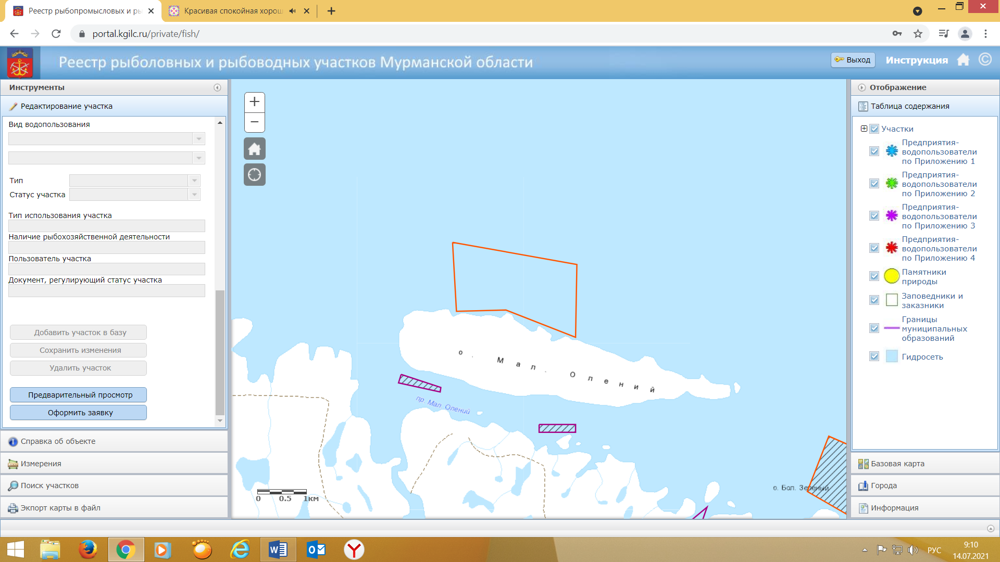 Реестр рыбопромысловых и ры
Красивая спокойная хорош
portal.kgilc.ru/private/fish/
Реестр рыболовных и рыбоводных участков Мурманской области
Выход
Инструкция
Инструменты
Редактирование участка
Вид водопользования
Тип
Статус участка
Тип использования участка
Наличие рыбохозяйственной деятельности
Пользователь участка
Документ, регулирующий статус участка
Добавить участок в базу
Сохранить изменения
Удалить участок
Предварительный просмотр
Оформить заявку
Справка об объекте
Измерения
Поиск участков
Экпорт карты в файл
+
−
о. Мал. Олений
пр. Мал Олений
о. Бол. Зеленый
0 0.5 1км
Отображение
Таблица содержания
Участки
Предприятия-
водопользователи
по Приложению 1
Предприятия-
водопользователи
по Приложению 2
Предприятия-
водопользователи
по Приложению 3
Предприятия-
водопользователи
по Приложению 4
Памятники
природы
Заповедники и
заказники
Границы
муниципальных
образований
Гидросеть
Базовая карта
Города
Информация
РУС
9:10
14.07.2021